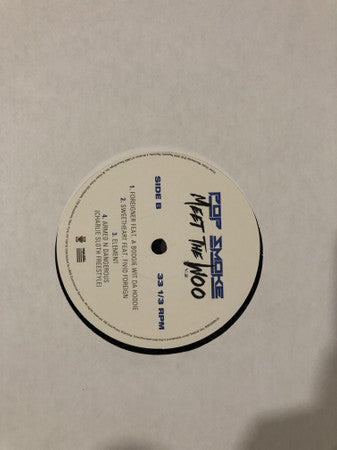 POP SMOKE
MEET THE WOO
V.2
SIDE B
33 1/3 RPM
1. FOREIGNER FEAT. A BOOGIE WIT DA HOODIE
2. SWEETHEART FEAT. FIVIO FOREIGN
3. ELEMENT
4. ARMED N DANGEROUS
(CHARLIE SLOTH FREESTYLE)